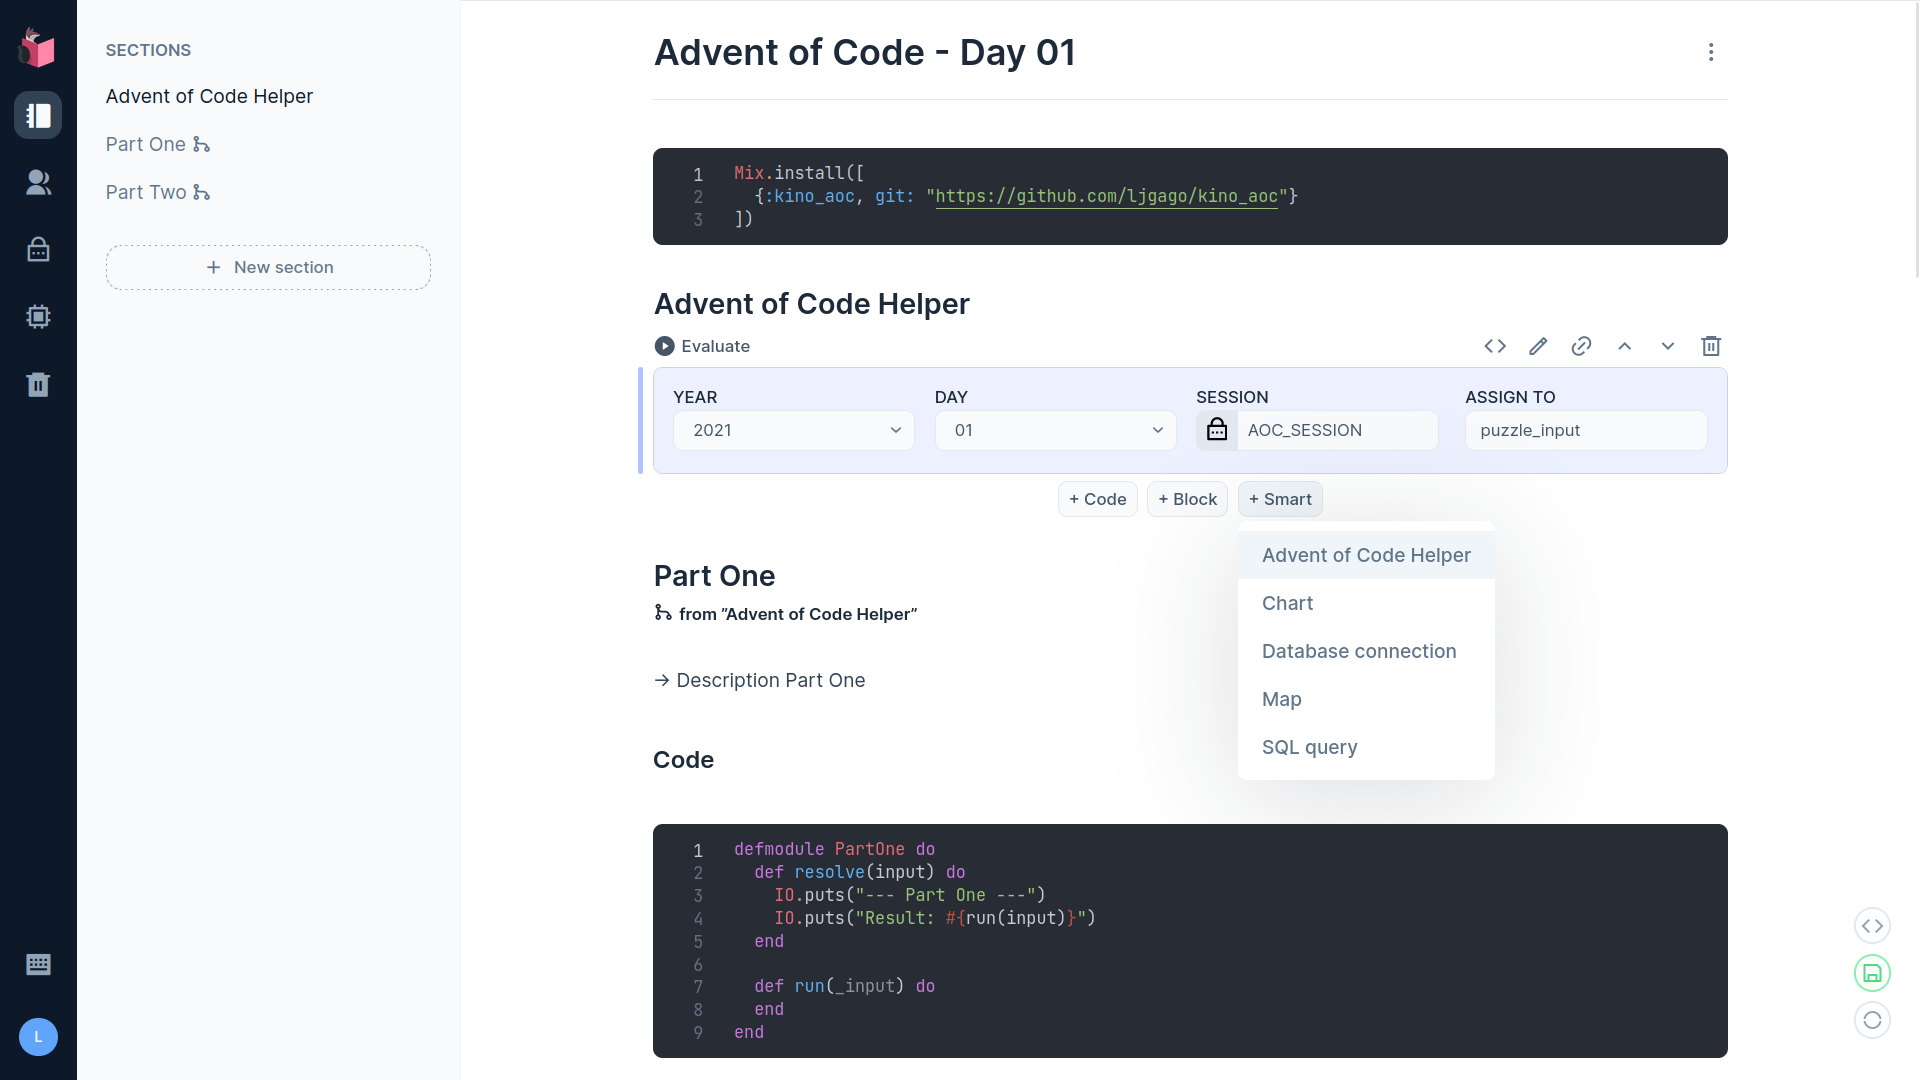 SECTIONS
Advent of Code Helper
Part One
Part Two
+ New section
L
Advent of Code - Day 01
1 Mix.install([
2   {:kino_aoc, git: "https://github.com/ljgago/kino_aoc"}
3 ])
Advent of Code Helper
Evaluate
YEAR DAY SESSION ASSIGN TO
2021 01 AOC_SESSION puzzle_input
+ Code + Block + Smart
Advent of Code Helper
Chart
Database connection
Map
SQL query
Part One
from ”Advent of Code Helper”
→ Description Part One
Code
1 defmodule PartOne do
2   def resolve(input) do
3     IO.puts("--- Part One ---")
4     IO.puts("Result: #{run(input)}")
5   end
6
7   def run(_input) do
8   end
9 end